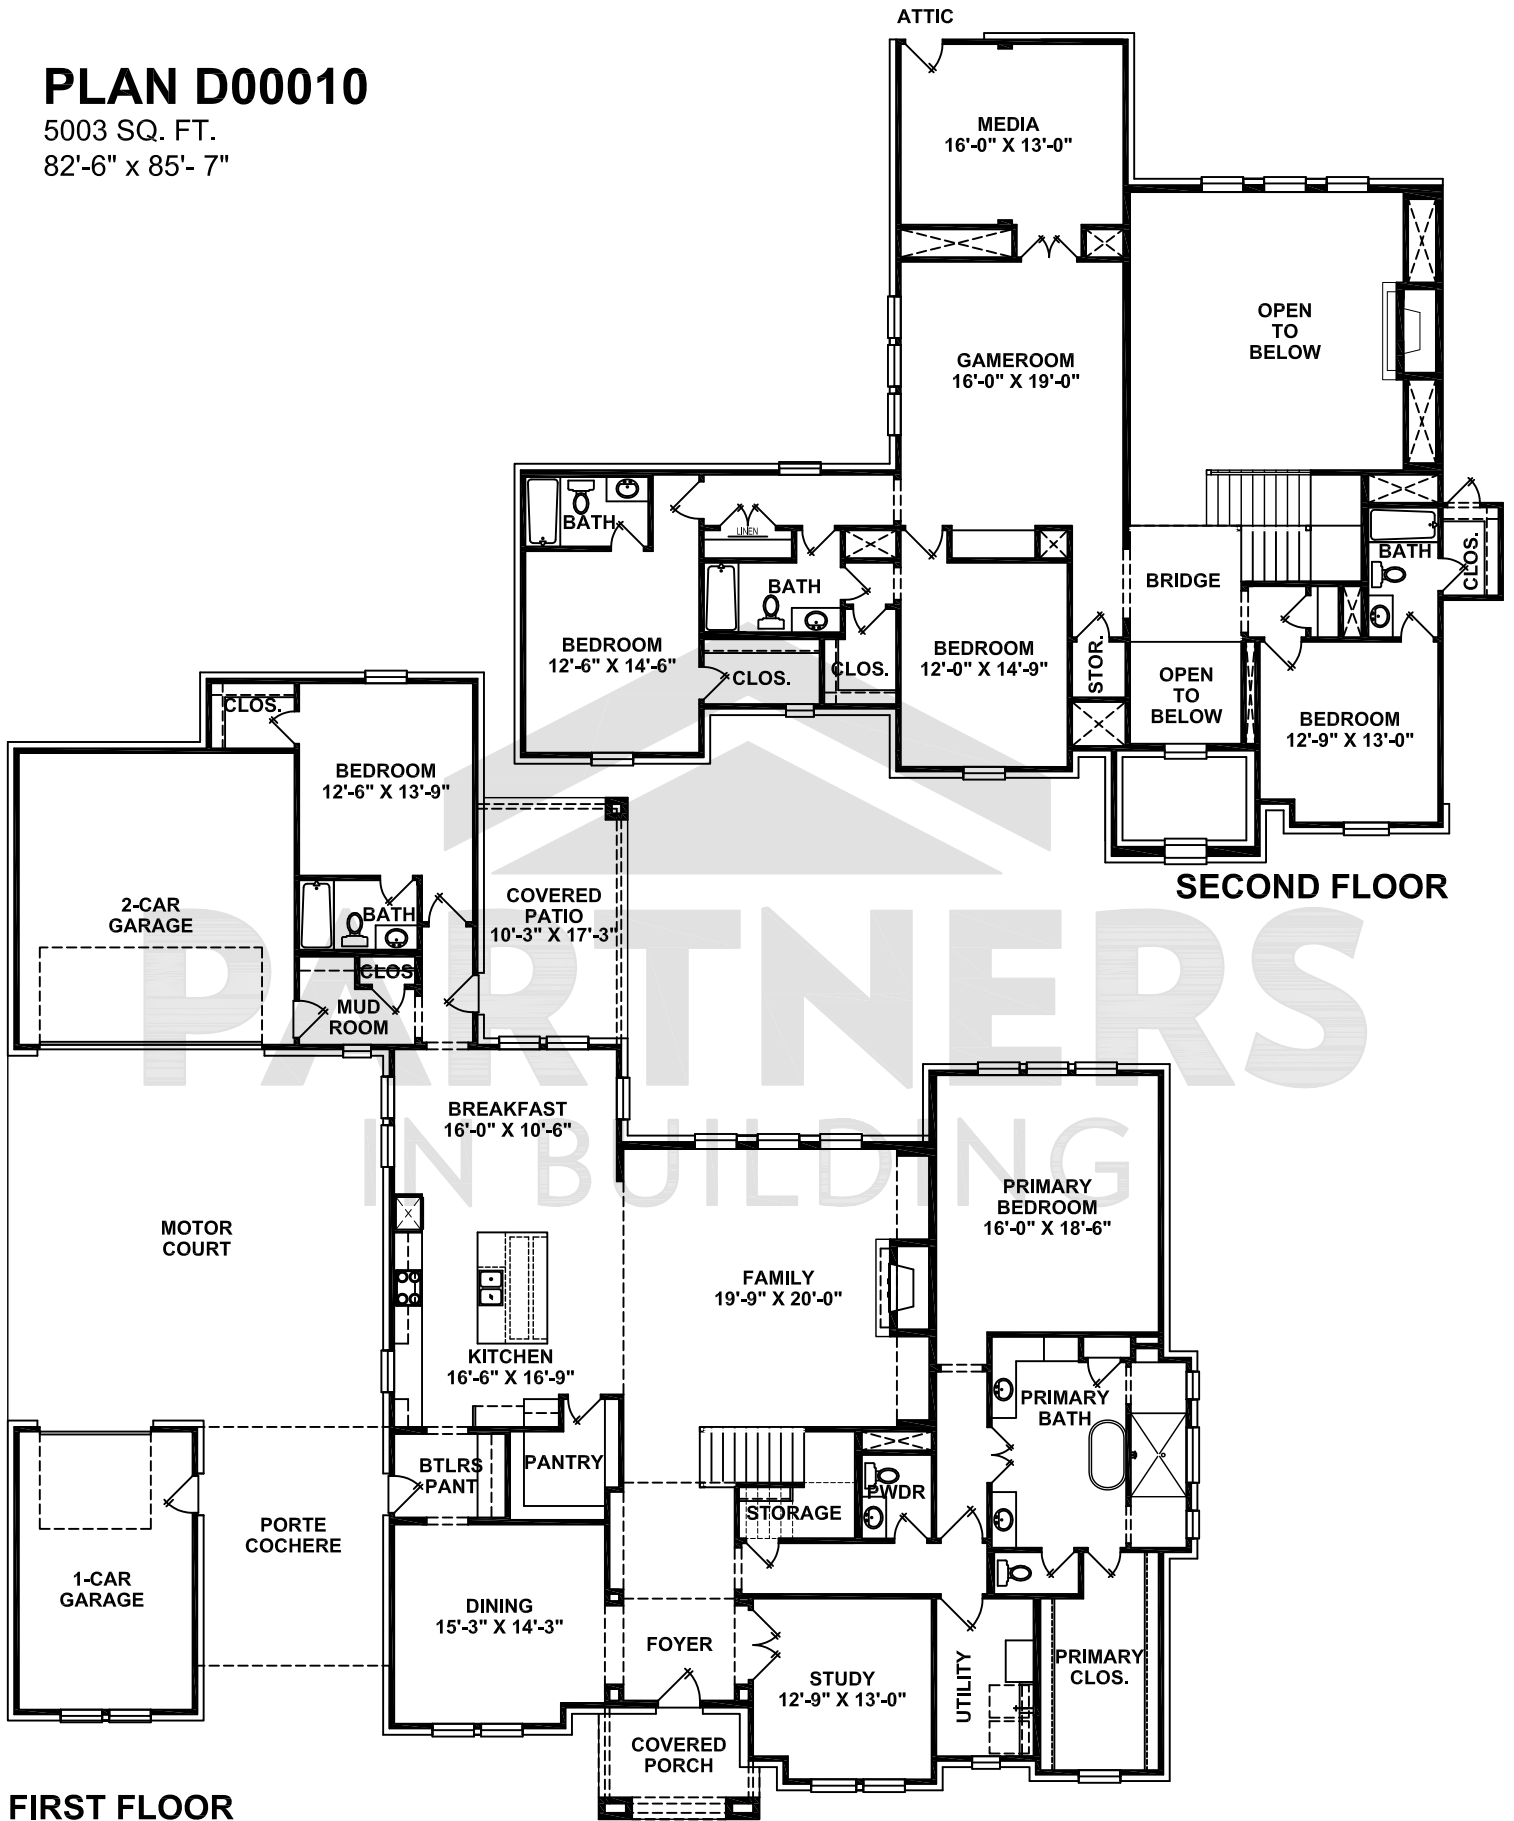 PLAN D00010
5003 SQ. FT.
82'-6" x 85'- 7"
ATTIC
MEDIA
16'-0" X 13'-0"
OPEN
TO
BELOW
GAMEROOM
16'-0" X 19'-0"
BATH
LINEN
BATH
BEDROOM
12'-6" X 14'-6"
CLOS.
CLOS.
BEDROOM
12'-0" X 14'-9"
STOR.
BRIDGE
OPEN
TO
BELOW
BATH
CLOS.
BEDROOM
12'-9" X 13'-0"
SECOND FLOOR
CLOS.
BEDROOM
12'-6" X 13'-9"
2-CAR
GARAGE
BATH
COVERED
PATIO
10'-3" X 17'-3"
CLOS
MUD
ROOM
PARTNERS
IN BUILDING
BREAKFAST
16'-0" X 10'-6"
MOTOR
COURT
PRIMARY
BEDROOM
16'-0" X 18'-6"
FAMILY
19'-9" X 20'-0"
KITCHEN
16'-6" X 16'-9"
PRIMARY
BATH
BTLRS
PANT
PANTRY
STORAGE
PWDR
PORTE
COCHERE
1-CAR
GARAGE
DINING
15'-3" X 14'-3"
FOYER
STUDY
12'-9" X 13'-0"
UTILITY
PRIMARY
CLOS.
COVERED
PORCH
FIRST FLOOR